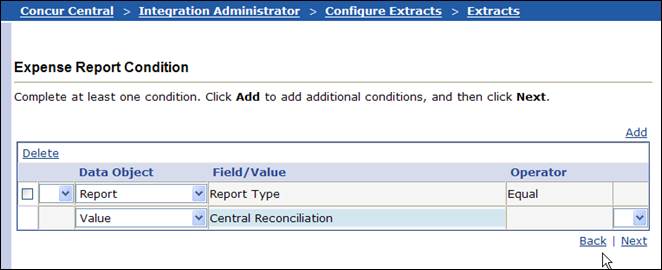 Concur Central > Integration Administrator > Configure Extracts > Extracts
Expense Report Condition
Complete at least one condition. Click Add to add additional conditions, and then click Next.
Add
Delete
Data Object Field/Value Operator
Report Report Type Equal
Value Central Reconciliation
Back | Next